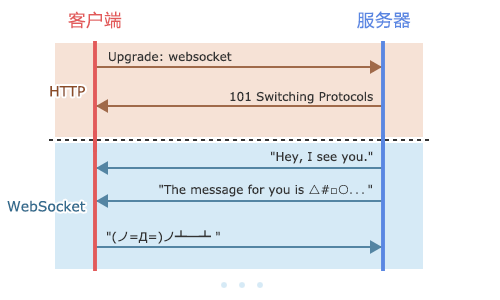 客户端
服务器
Upgrade: websocket
HTTP
101 Switching Protocols
"Hey, I see you."
"The message for you is △#□○..."
WebSocket
"(ノ=Д=)ノ┻━┻ "